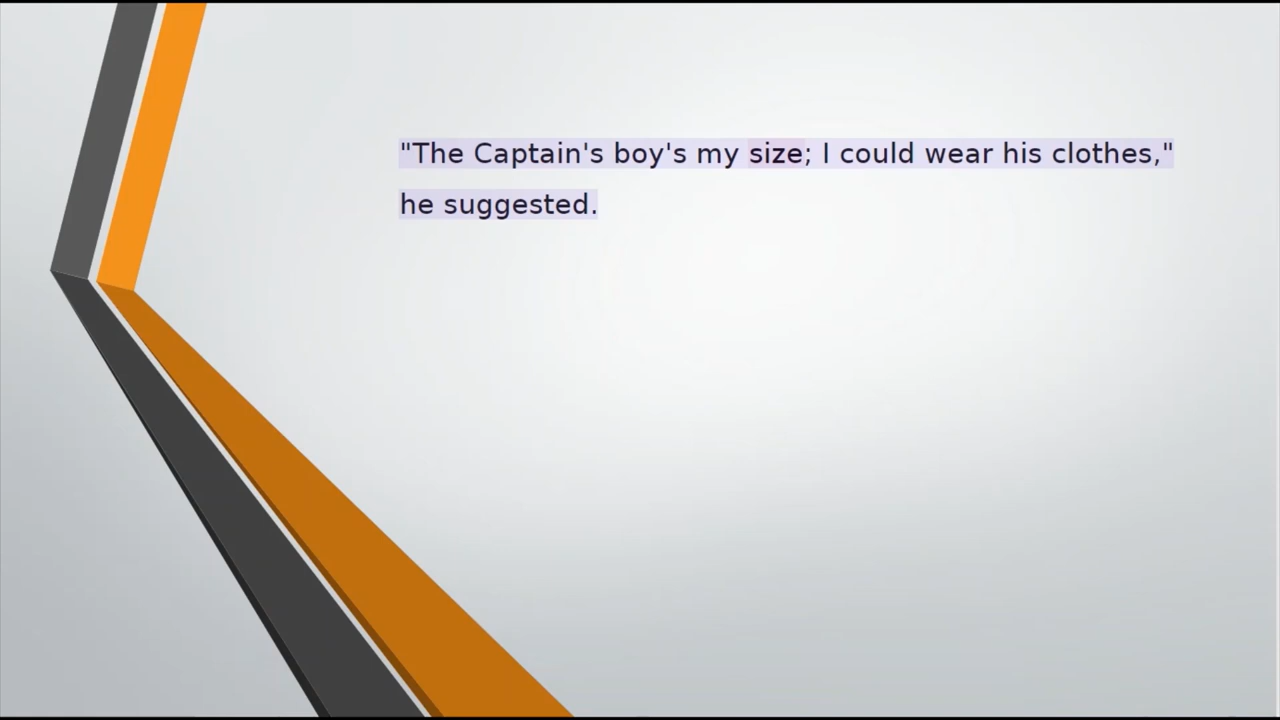 "The Captain's boy's my size; I could wear his clothes,"
he suggested.